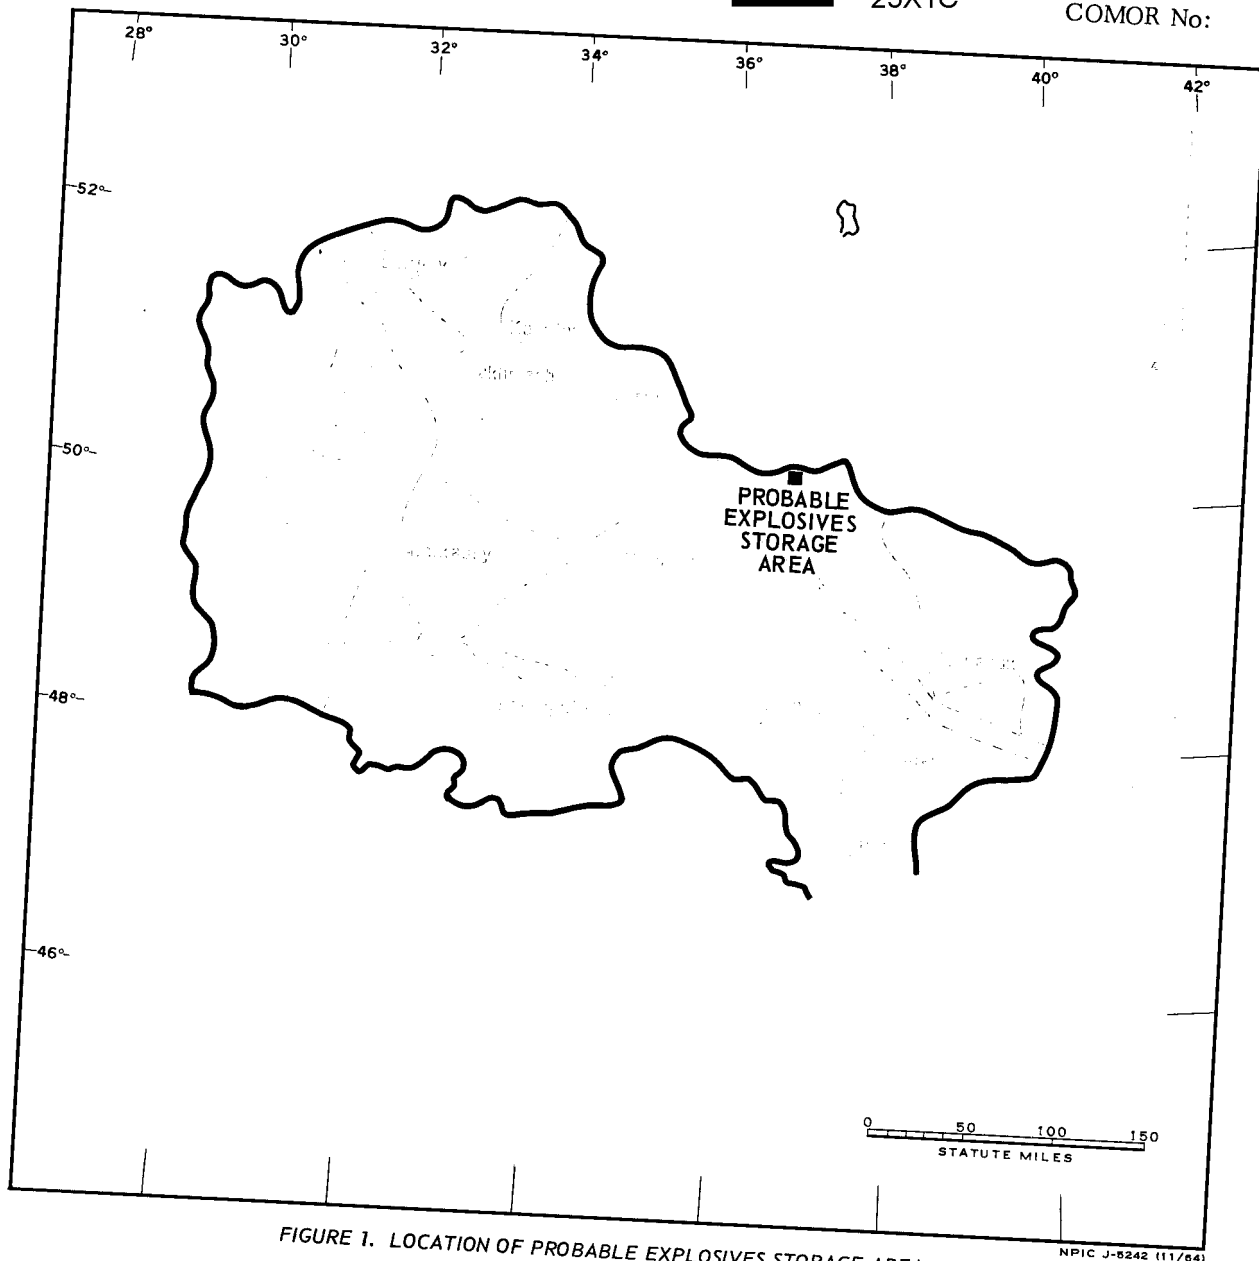 25X1C
COMOR No:
28° 30° 32° 34° 36° 38° 40° 42°
52°
50°
PROBABLE
EXPLOSIVES
STORAGE
AREA
48°
46°
0 50 100 150
STATUTE MILES
FIGURE 1. LOCATION OF PROBABLE EXPLOSIVES STORAGE AREA
NPIC J-5242 (11/64)